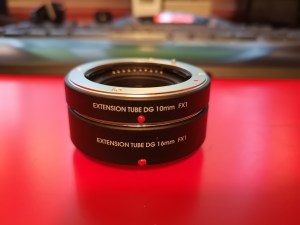 EXTENSION TUBE DG 10mm FX1
EXTENSION TUBE DG 16mm FX1